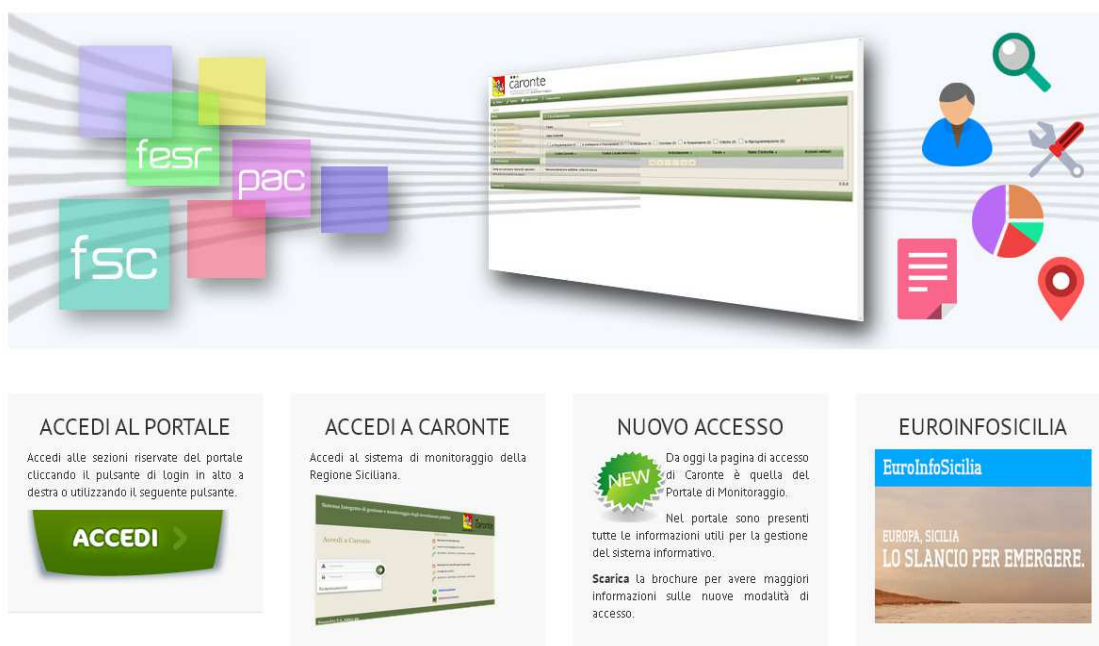 fesr
pac
fsc
caronte
ACCEDI AL PORTALE
Accedi alle sezioni riservate del portale
cliccando il pulsante di login in alto a
destra o utilizzando il seguente pulsante.
ACCEDI
ACCEDI A CARONTE
Accedi al sistema di monitoraggio della
Regione Siciliana.
Accedi a Caronte
Caronte
NUOVO ACCESSO
NEW
Da oggi la pagina di accesso
di Caronte è quella del
Portale di Monitoraggio.
Nel portale sono presenti
tutte le informazioni utili per la gestione
del sistema informativo.
Scarica la brochure per avere maggiori
informazioni sulle nuove modalità di
accesso.
EUROINFOSICILIA
EuroInfoSicilia
EUROPA, SICILIA
LO SLANCIO PER EMERGERE.